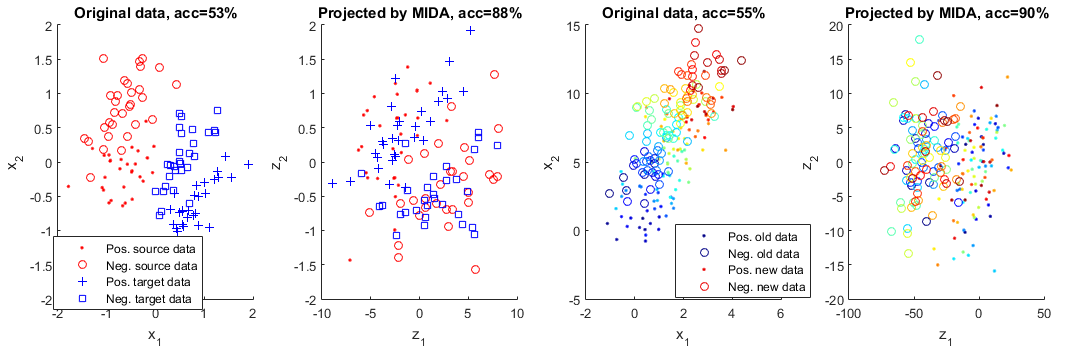 Original data, acc=53%
2
1.5
1
0.5
0
-0.5
-1
-1.5
-2
x2
-2
-1
0
1
2
x1
Pos. source data
Neg. source data
Pos. target data
Neg. target data
Projected by MIDA, acc=88%
2
1.5
1
0.5
0
-0.5
-1
-1.5
-2
z2
-10
-5
0
5
10
z1
Original data, acc=55%
15
10
5
0
-5
x2
-2
0
2
4
6
x1
Pos. old data
Neg. old data
Pos. new data
Neg. new data
Projected by MIDA, acc=90%
20
15
10
5
0
-5
-10
-15
-20
z2
-100
-50
0
50
z1